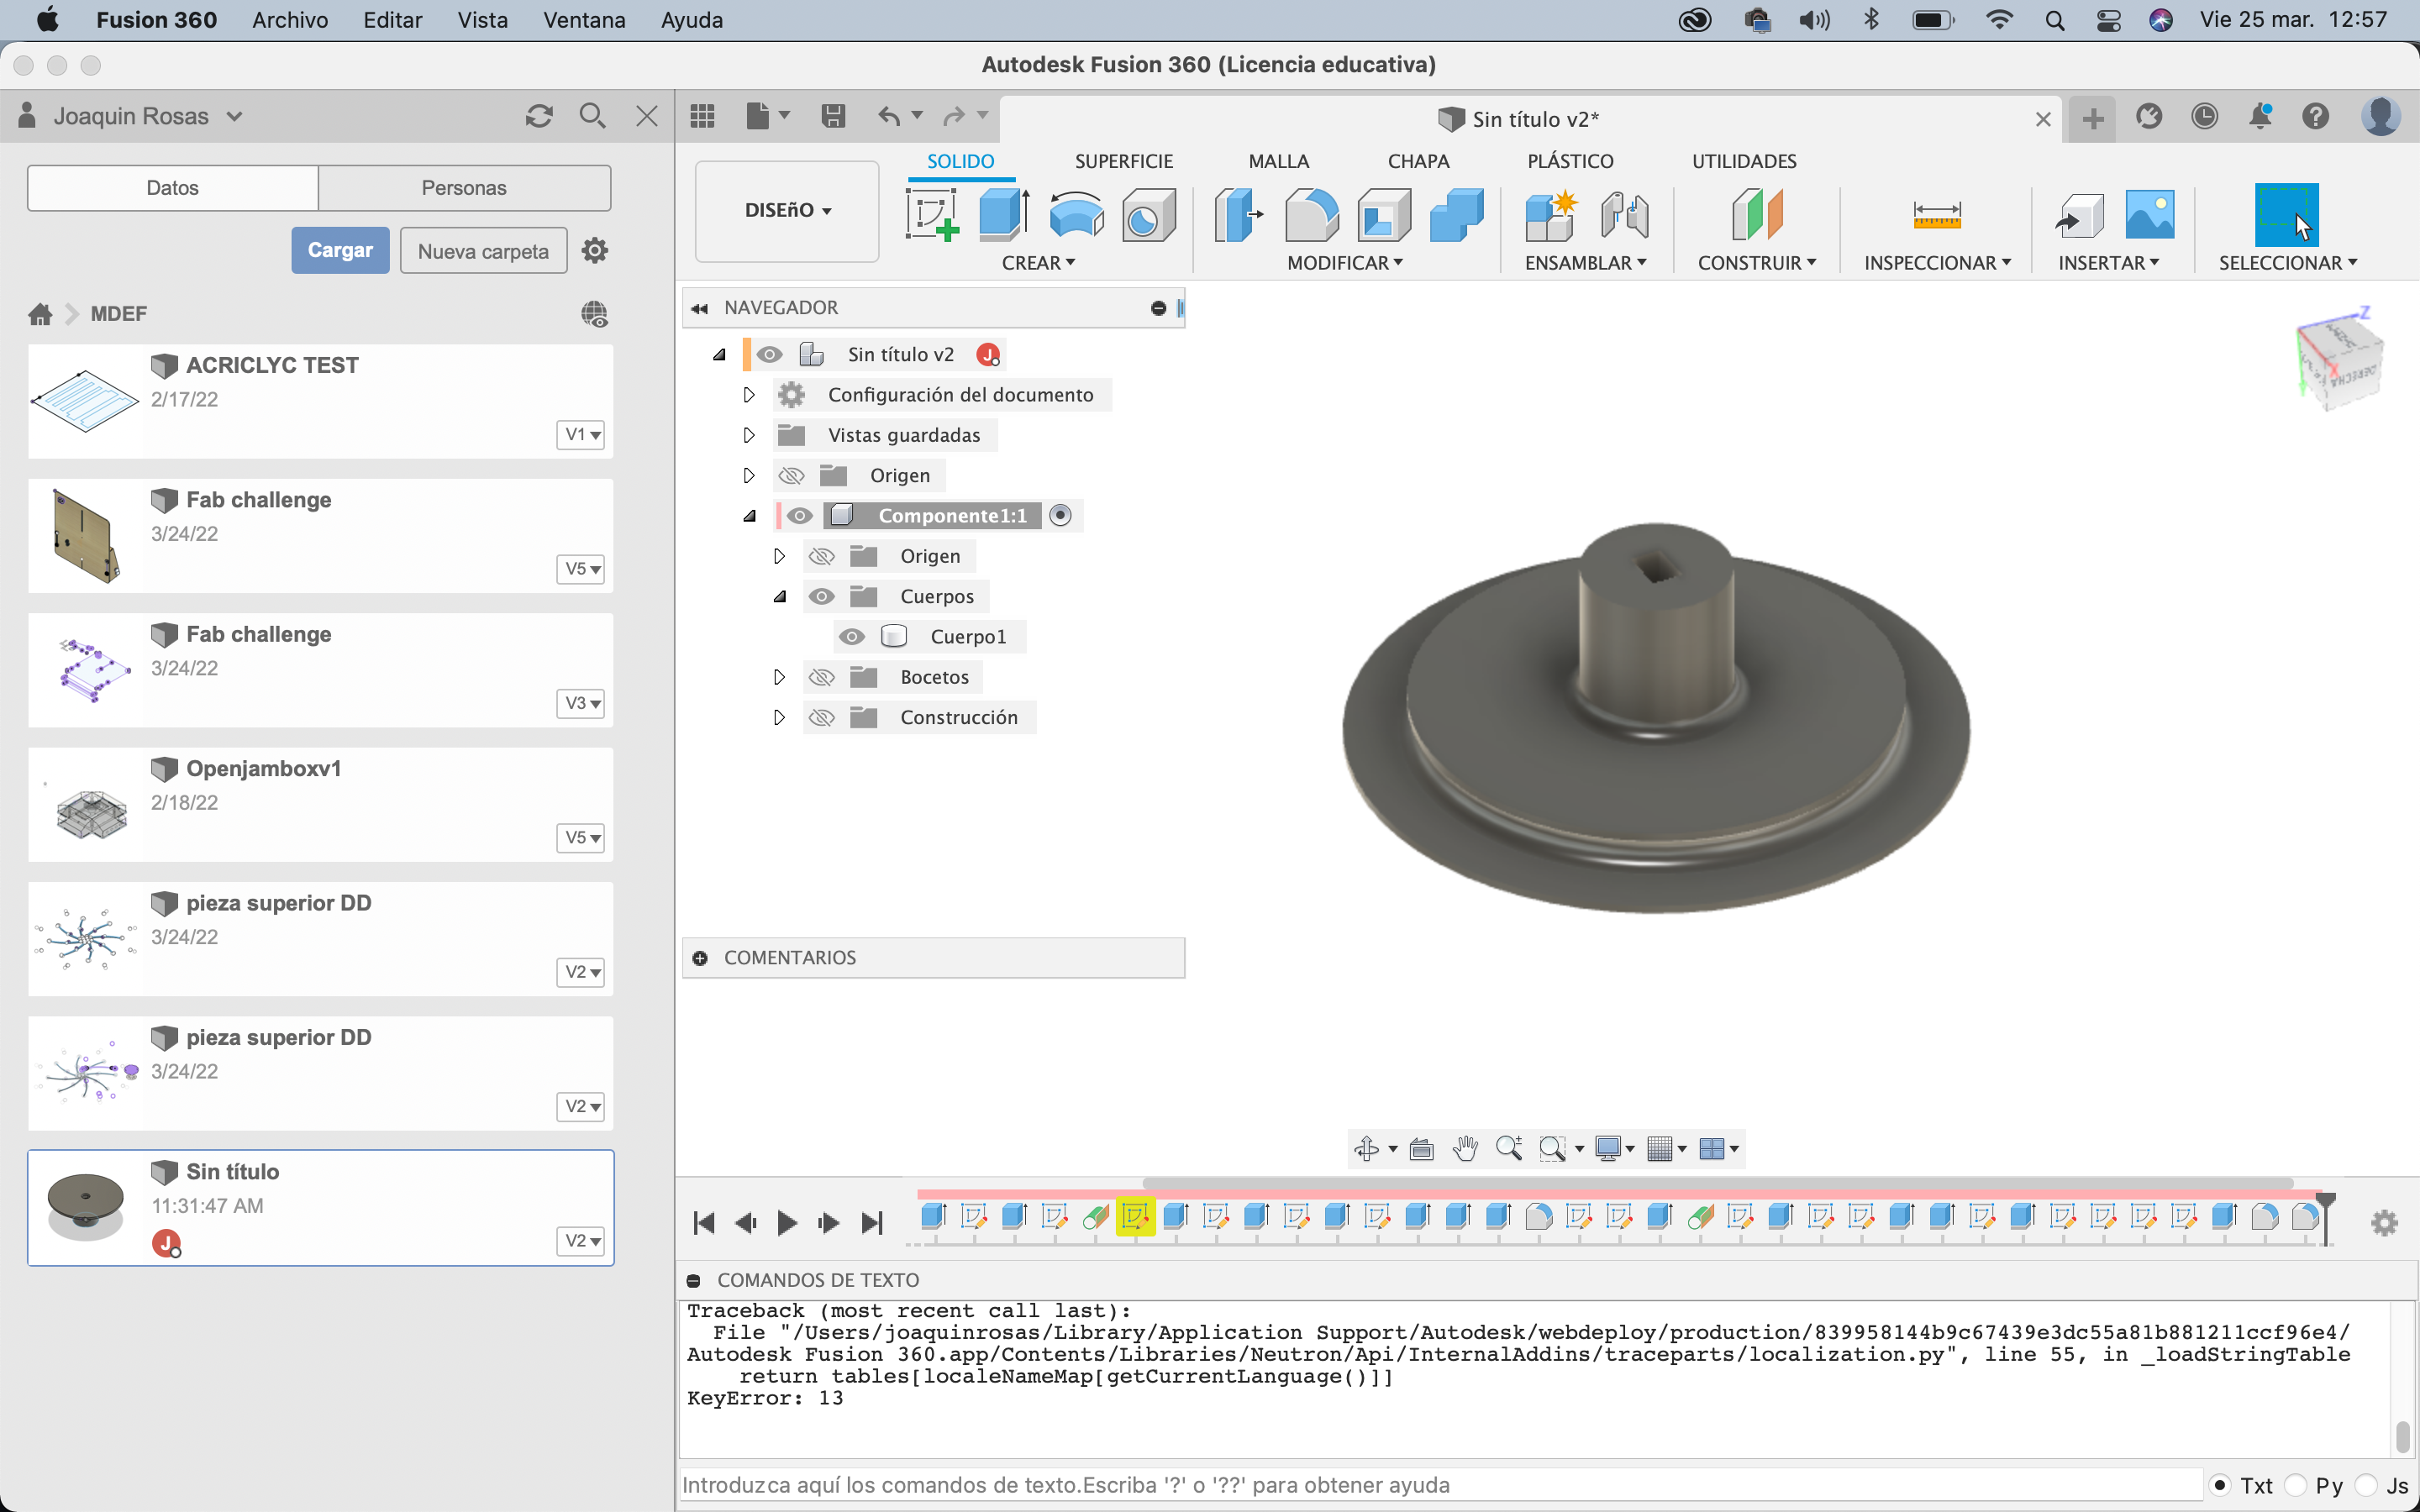 Fusion 360 Archivo Editar Vista Ventana Ayuda Vie 25 mar. 12:57
Autodesk Fusion 360 (Licencia educativa)
Joaquin Rosas
Sin título v2*
Datos Personas
Cargar Nueva carpeta
MDEF
ACRICLYC TEST
2/17/22
V1
Fab challenge
3/24/22
V5
Fab challenge
3/24/22
V3
Openjamboxv1
2/18/22
V5
pieza superior DD
3/24/22
V2
pieza superior DD
3/24/22
V2
Sin título
11:31:47 AM
J
V2
DISEñO
SOLIDO SUPERFICIE MALLA CHAPA PLÁSTICO UTILIDADES
CREAR MODIFICAR ENSAMBLAR CONSTRUIR INSPECCIONAR INSERTAR SELECCIONAR
NAVEGADOR
Sin título v2 J
Configuración del documento
Vistas guardadas
Origen
Componente1:1
Origen
Cuerpos
Cuerpo1
Bocetos
Construcción
Z
X
DERECHA
COMENTARIOS
COMANDOS DE TEXTO
Traceback (most recent call last):
File "/Users/joaquinrosas/Library/Application Support/Autodesk/webdeploy/production/839958144b9c67439e3dc55a81b881211ccf96e4/
Autodesk Fusion 360.app/Contents/Libraries/Neutron/Api/InternalAddins/traceparts/localization.py", line 55, in _loadStringTable
return tables[localeNameMap[getCurrentLanguage()]]
KeyError: 13
Introduzca aquí los comandos de texto.Escriba '?' o '??' para obtener ayuda
Txt Py Js